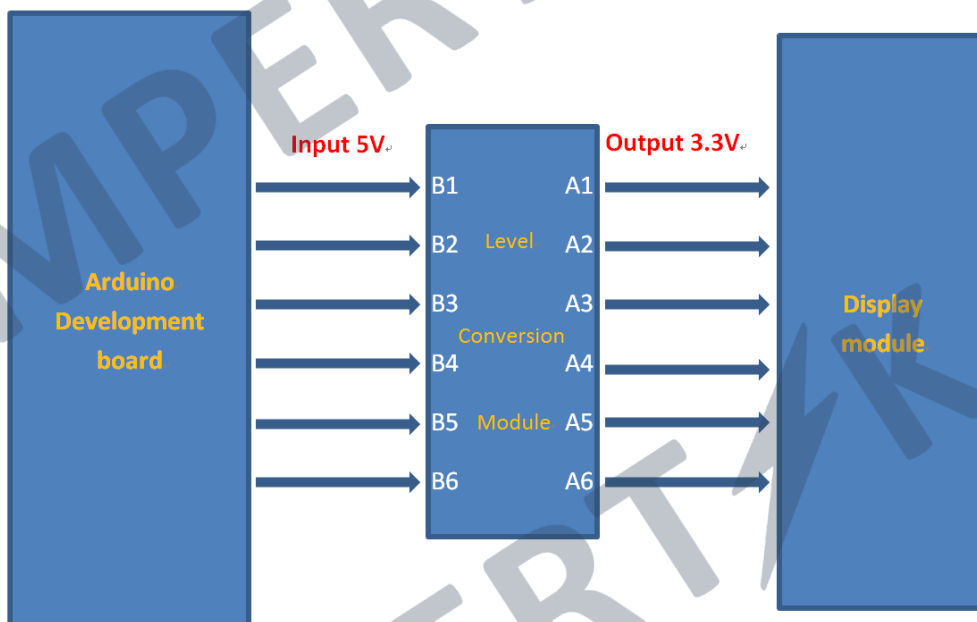 Input 5V
Output 3.3V
Arduino
Development
board
B1
B2
B3
B4
B5
B6
Level
Conversion
Module
A1
A2
A3
A4
A5
A6
Display
module